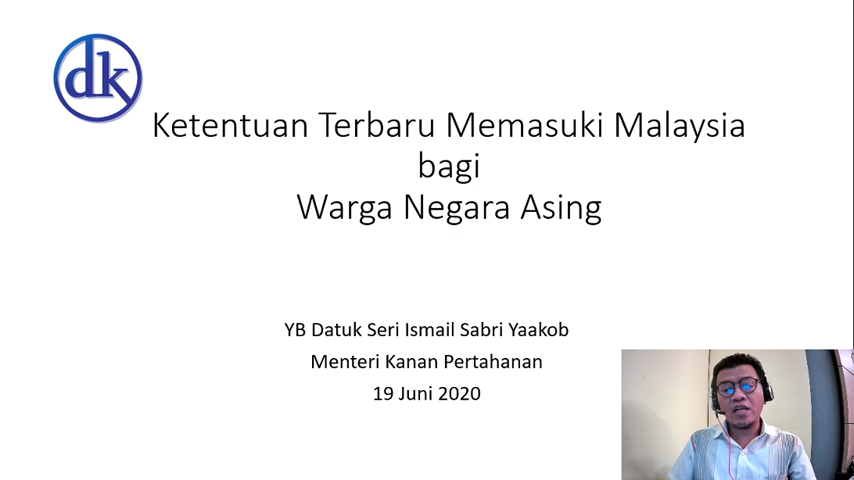 dk
Ketentuan Terbaru Memasuki Malaysia
bagi
Warga Negara Asing
YB Datuk Seri Ismail Sabri Yaakob
Menteri Kanan Pertahanan
19 Juni 2020